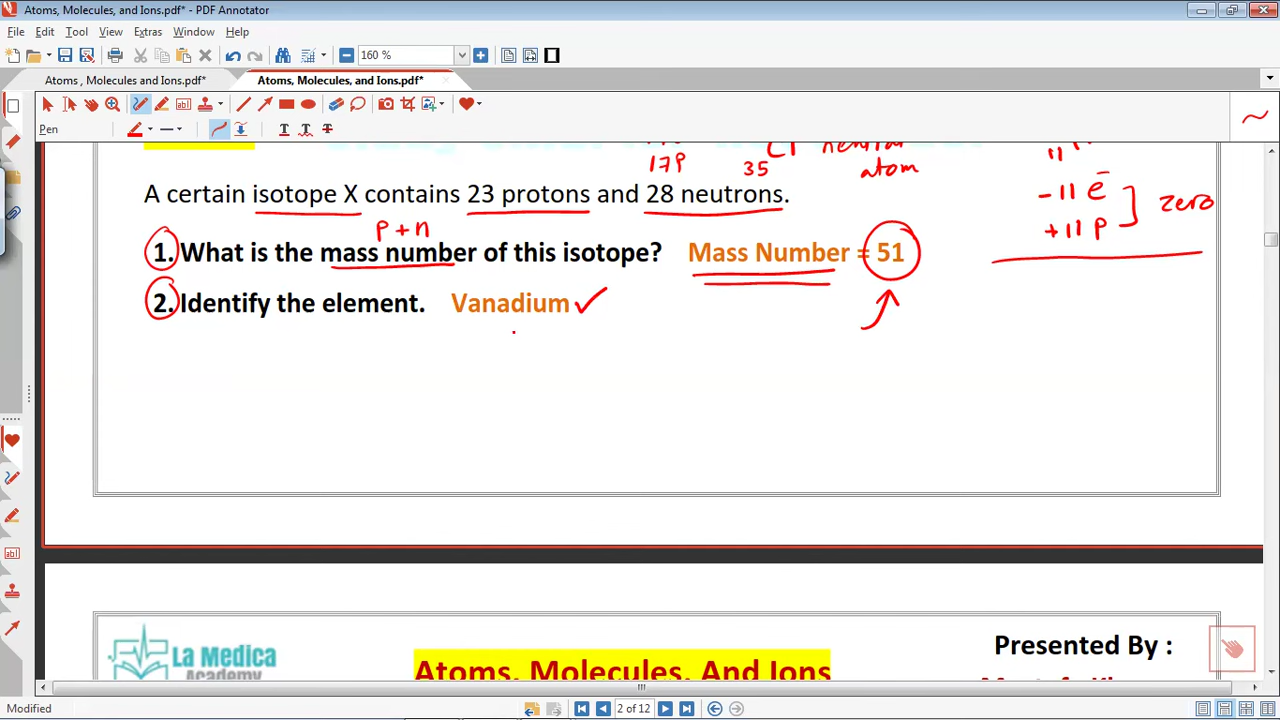 Atoms, Molecules, and Ions.pdf* - PDF Annotator
File Edit Tool View Extras Window Help
160 %
Atoms , Molecules and Ions.pdf* Atoms, Molecules, and Ions.pdf*
Pen
17P 35 Cl neutral atom
A certain isotope X contains 23 protons and 28 neutrons.
-11 e-
+11 P
zero
P + n
1. What is the mass number of this isotope? Mass Number = 51
2. Identify the element. Vanadium
La Medica
Academy
Presented By :
Atoms, Molecules, And Ions
Modified
2 of 12